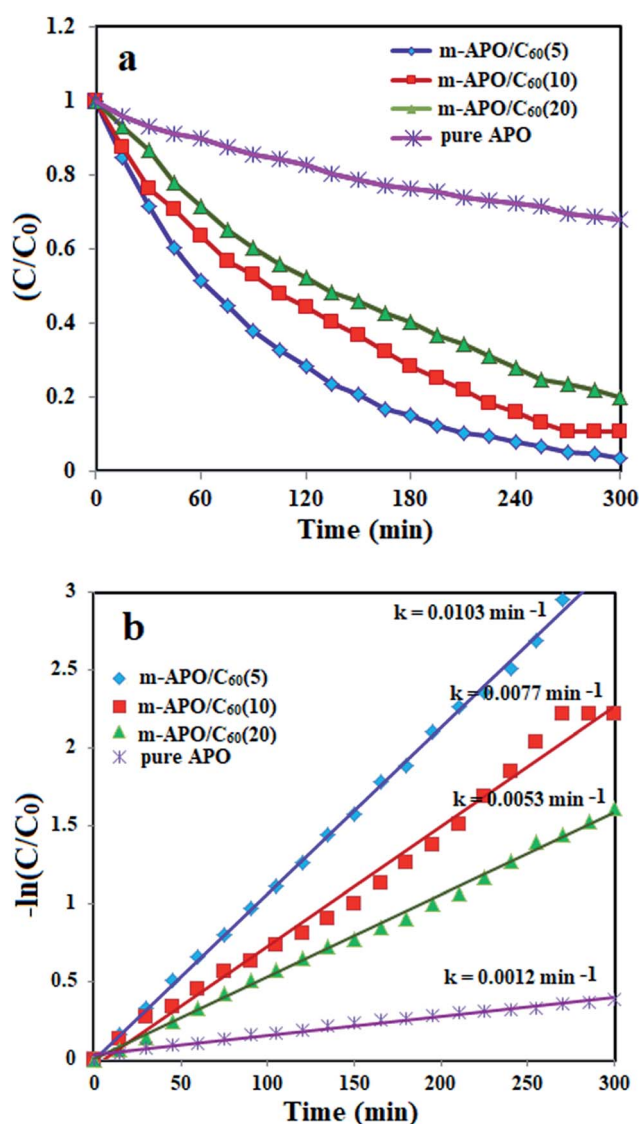 1.2
a
m-APO/C₆₀(5)
m-APO/C₆₀(10)
m-APO/C₆₀(20)
pure APO
1
0.8
0.6
0.4
0.2
0
(C/C₀)
0 60 120 180 240 300
Time (min)
3
b
k = 0.0103 min⁻¹
m-APO/C₆₀(5)
m-APO/C₆₀(10)
m-APO/C₆₀(20)
pure APO
2.5
k = 0.0077 min⁻¹
2
k = 0.0053 min⁻¹
1.5
1
k = 0.0012 min⁻¹
0.5
0
-ln(C/C₀)
0 50 100 150 200 250 300
Time (min)